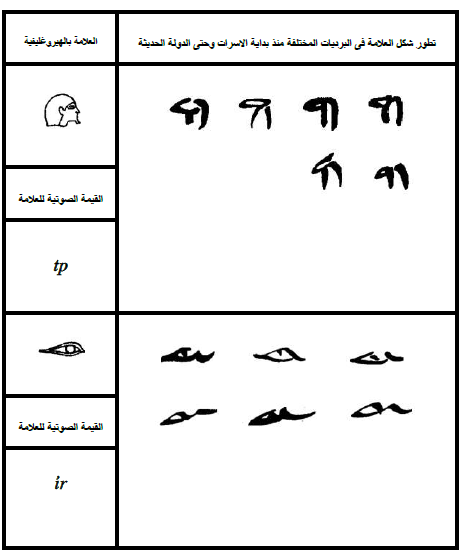 العلامة بالهيروغليفية
تطور شكل العلامة فى البرديات المختلفة منذ بداية الاسرات وحتى الدولة الحديثة
القيمة الصوتية للعلامة
tp
القيمة الصوتية للعلامة
ir